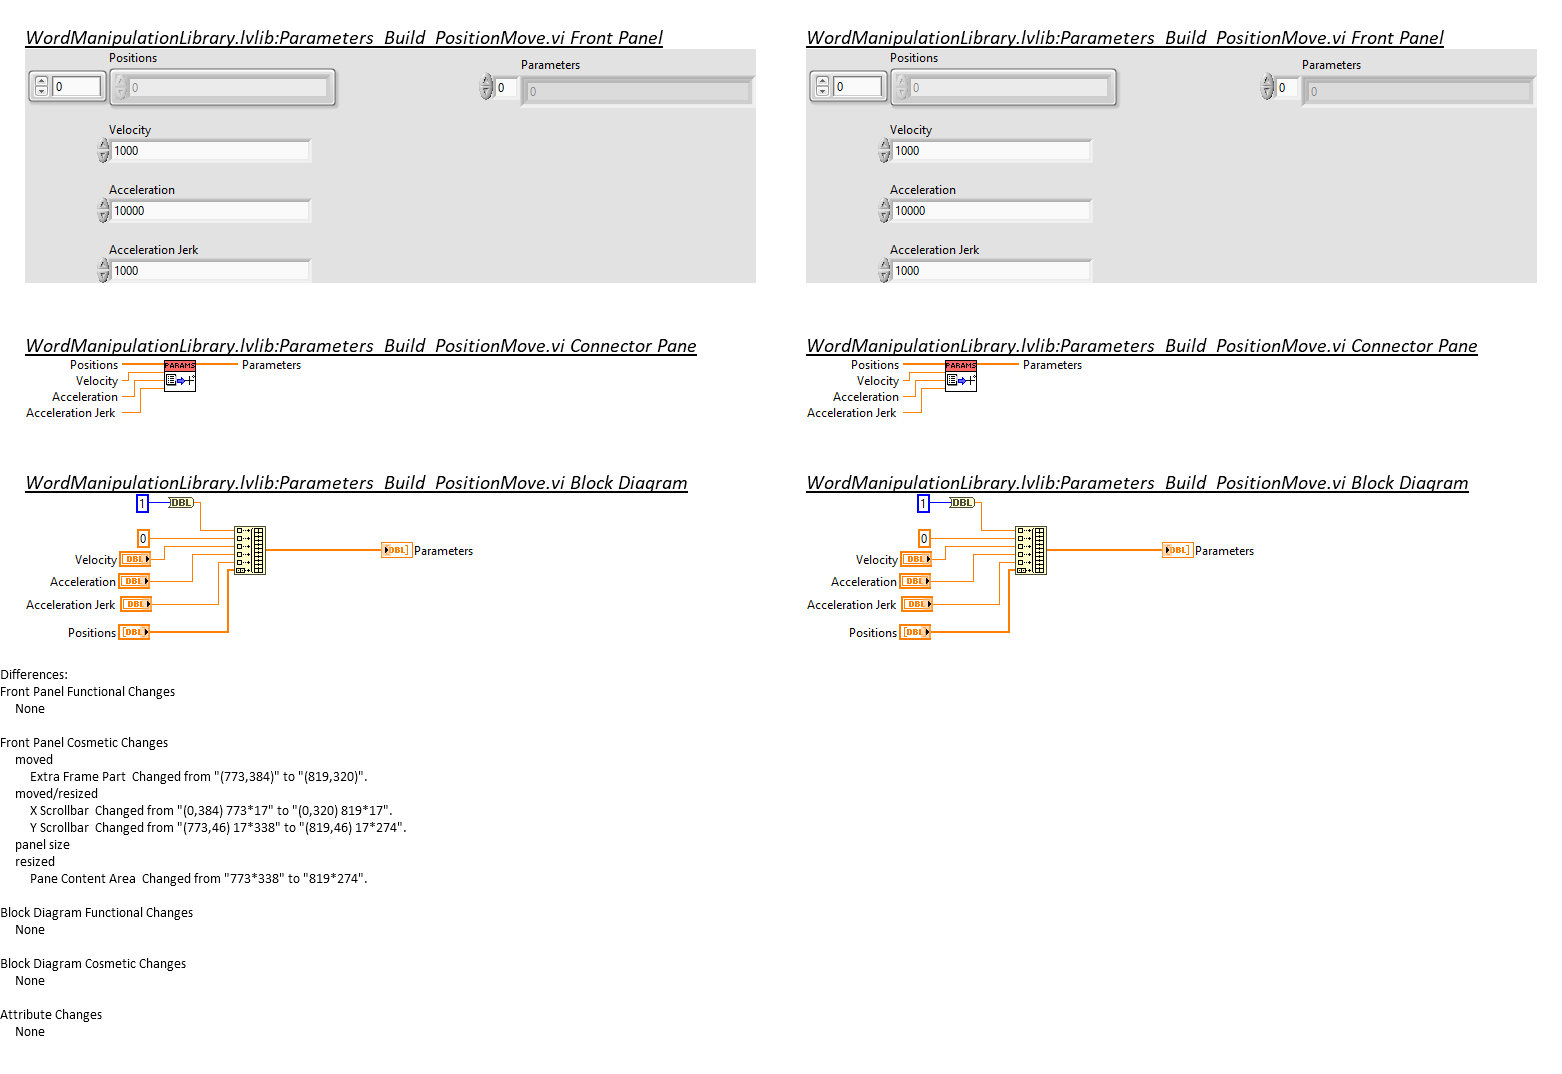 WordManipulationLibrary.lvlib:Parameters_Build_PositionMove.vi Front Panel
Positions
0
0
Parameters
0
0
Velocity
1000
Acceleration
10000
Acceleration Jerk
1000
WordManipulationLibrary.lvlib:Parameters_Build_PositionMove.vi Connector Pane
Positions
PARAMS
Parameters
Velocity
Acceleration
Acceleration Jerk
WordManipulationLibrary.lvlib:Parameters_Build_PositionMove.vi Block Diagram
1
DBL
0
Velocity
DBL
DBL
Parameters
Acceleration
DBL
Acceleration Jerk
DBL
Positions
DBL
WordManipulationLibrary.lvlib:Parameters_Build_PositionMove.vi Front Panel
Positions
0
0
Parameters
0
0
Velocity
1000
Acceleration
10000
Acceleration Jerk
1000
WordManipulationLibrary.lvlib:Parameters_Build_PositionMove.vi Connector Pane
Positions
PARAMS
Parameters
Velocity
Acceleration
Acceleration Jerk
WordManipulationLibrary.lvlib:Parameters_Build_PositionMove.vi Block Diagram
1
DBL
0
Velocity
DBL
DBL
Parameters
Acceleration
DBL
Acceleration Jerk
DBL
Positions
DBL
Differences:
Front Panel Functional Changes
None
Front Panel Cosmetic Changes
moved
Extra Frame Part  Changed from "(773,384)" to "(819,320)".
moved/resized
X Scrollbar  Changed from "(0,384) 773*17" to "(0,320) 819*17".
Y Scrollbar  Changed from "(773,46) 17*338" to "(819,46) 17*274".
panel size
resized
Pane Content Area  Changed from "773*338" to "819*274".
Block Diagram Functional Changes
None
Block Diagram Cosmetic Changes
None
Attribute Changes
None